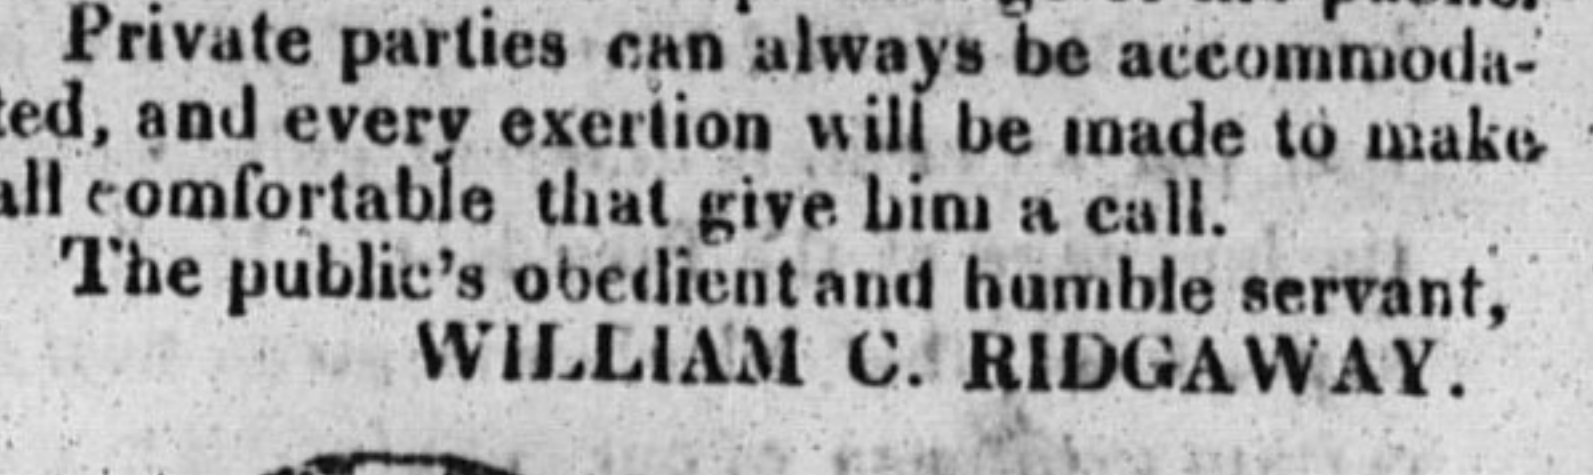 Private parties can always be accommoda-
ted, and every exertion will be made to make
all comfortable that give him a call.
The public's obedient and humble servant,
WILLIAM C. RIDGAWAY.